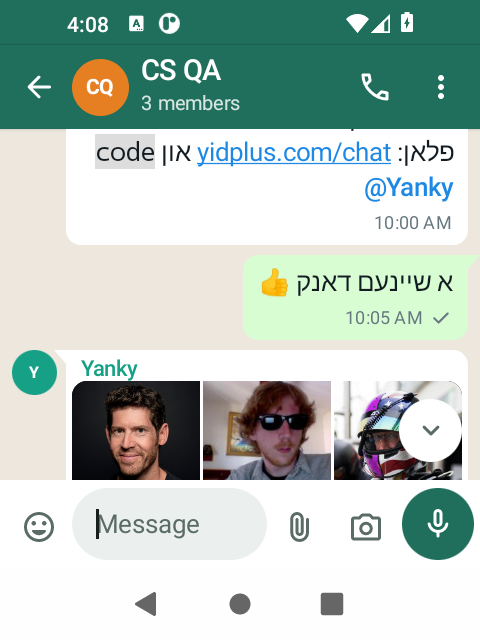 4:08
A
CQ
CS QA
3 members
פלאן: yidplus.com/chat און code
@Yanky
10:00 AM
א שיינעם דאנק 👍
10:05 AM
Y
Yanky
Message